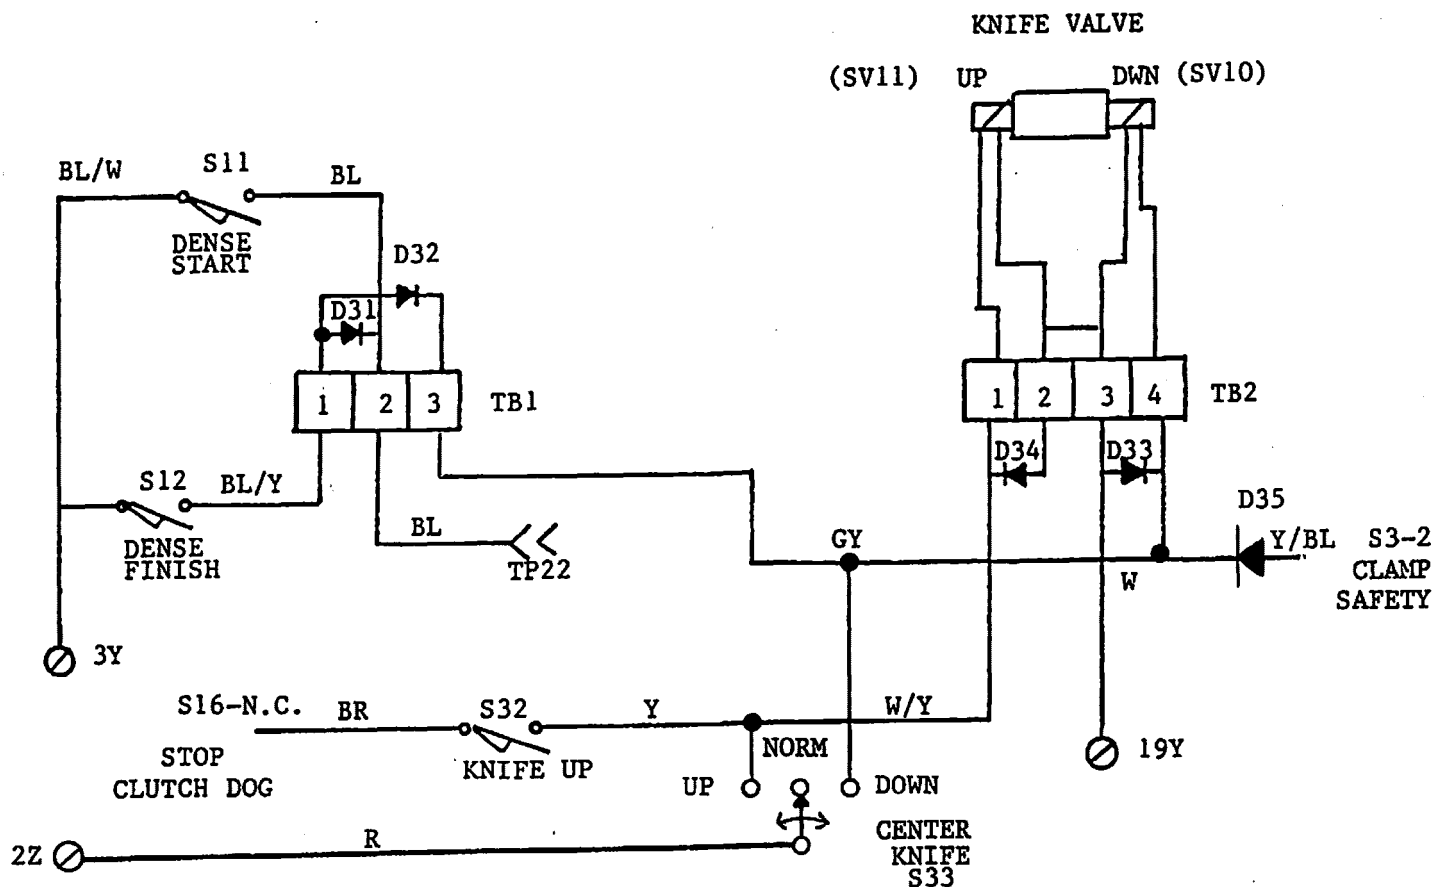 KNIFE VALVE
(SV11) UP DWN (SV10)
BL/W S11 BL
DENSE
START
D32
D31
1 2 3 TB1
1 2 3 4 TB2
D34 D33
S12 BL/Y
DENSE
FINISH
BL
TP22
GY
W
D35
Y/BL S3-2
CLAMP
SAFETY
3Y
S16-N.C. BR S32 Y W/Y
STOP
CLUTCH DOG
KNIFE UP
NORM
UP DOWN
19Y
CENTER
KNIFE
S33
2Z R